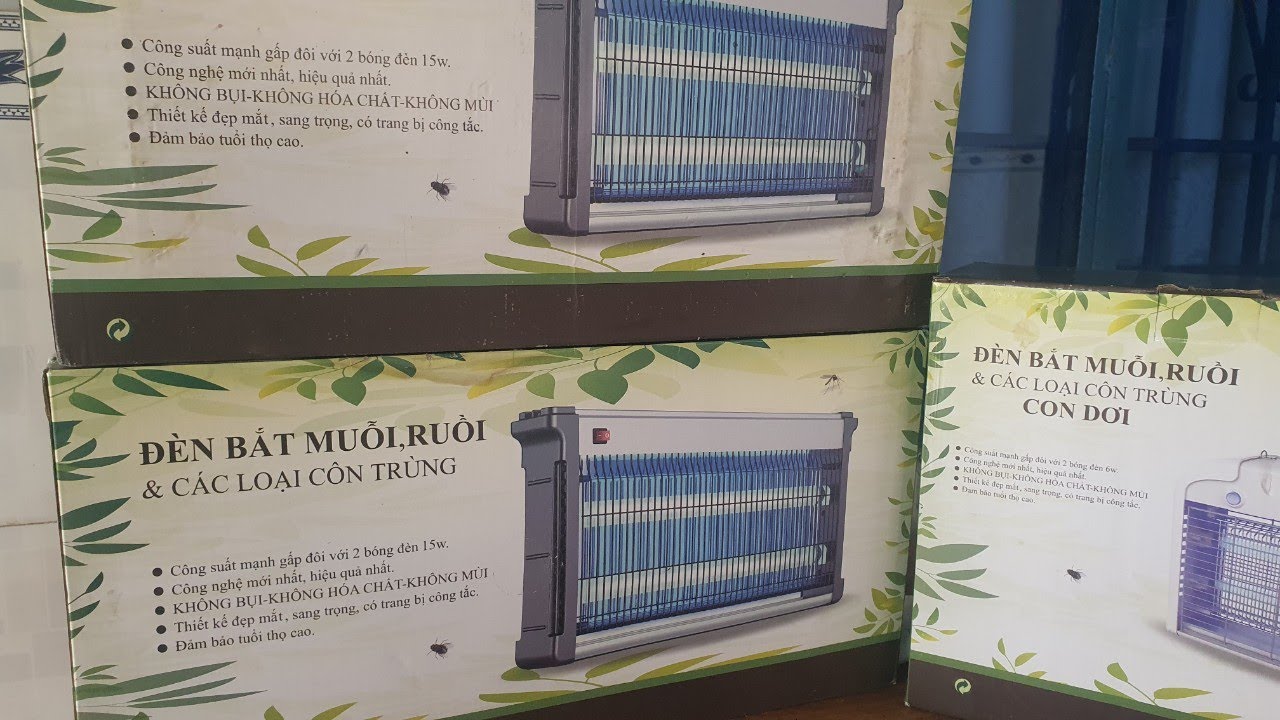 Công suất mạnh gấp đôi với 2 bóng đèn 15w.
Công nghệ mới nhất, hiệu quả nhất.
KHÔNG BỤI-KHÔNG HÓA CHẤT-KHÔNG MÙI
Thiết kế đẹp mắt, sang trọng, có trang bị công tắc.
Đảm bảo tuổi thọ cao.
ĐÈN BẮT MUỖI,RUỒI
& CÁC LOẠI CÔN TRÙNG
Công suất mạnh gấp đôi với 2 bóng đèn 15w.
Công nghệ mới nhất, hiệu quả nhất.
KHÔNG BỤI-KHÔNG HÓA CHẤT-KHÔNG MÙI
Thiết kế đẹp mắt, sang trọng, có trang bị công tắc.
Đảm bảo tuổi thọ cao.
ĐÈN BẮT MUỖI,RUỒI
& CÁC LOẠI CÔN TRÙNG
CON DƠI
Công suất mạnh gấp đôi với 2 bóng đèn 6w.
Công nghệ mới nhất, hiệu quả nhất.
KHÔNG BỤI-KHÔNG HÓA CHẤT-KHÔNG MÙI
Thiết kế đẹp mắt, sang trọng, có trang bị công tắc.
Đảm bảo tuổi thọ cao.